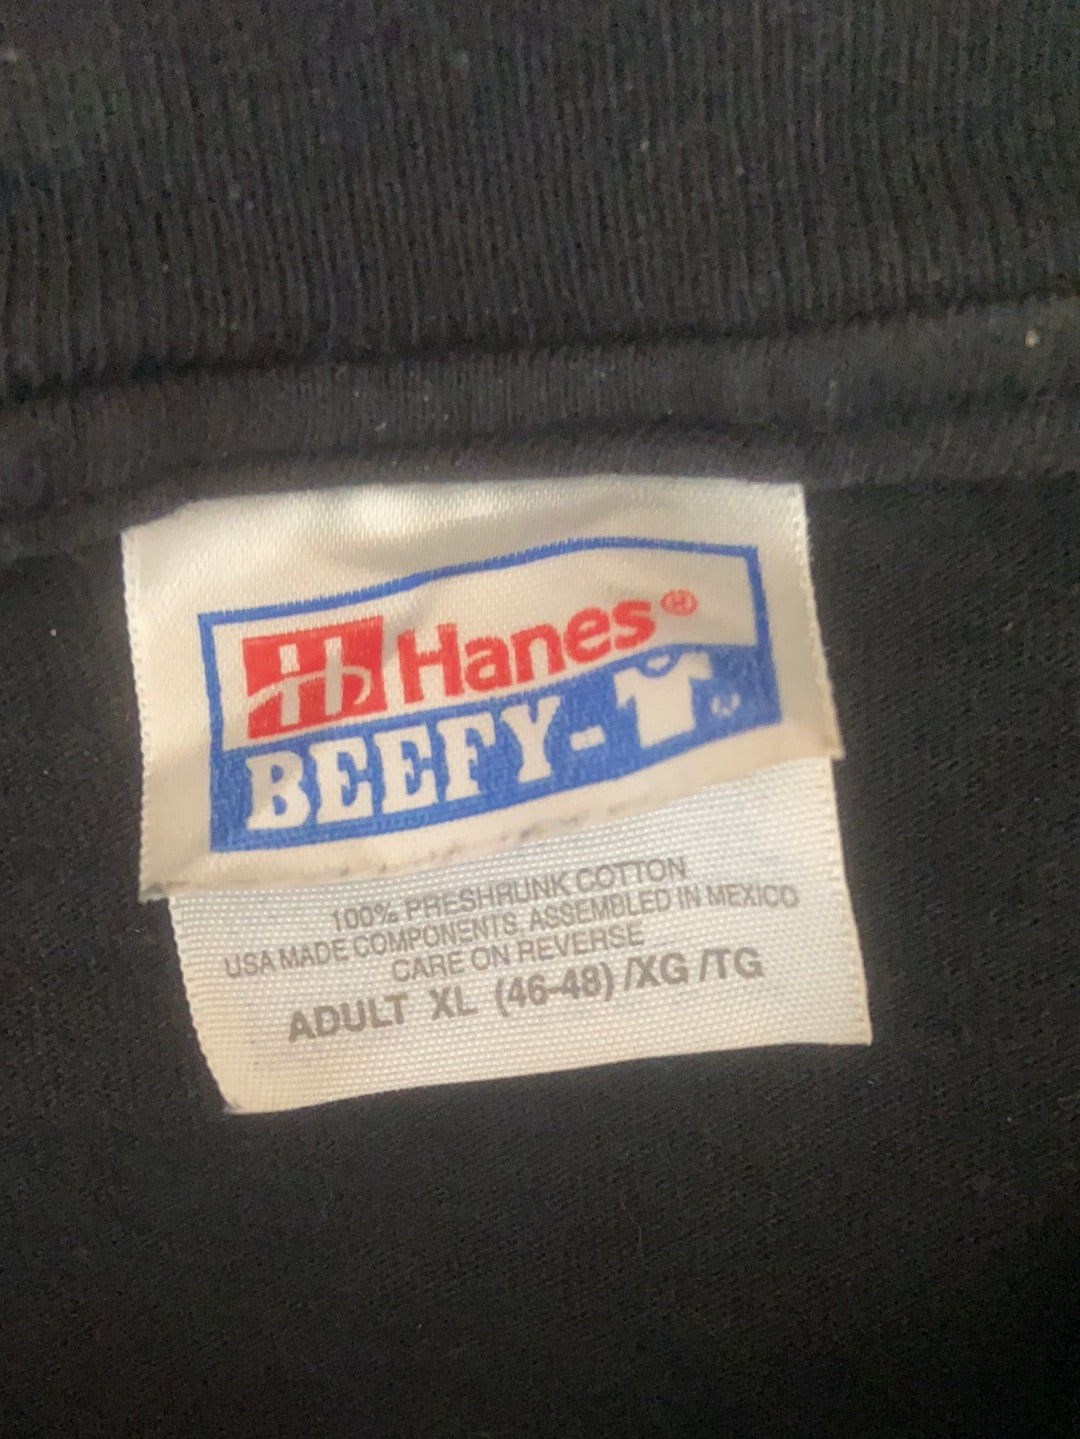 Hanes®
BEEFY-T
100% PRESHRUNK COTTON
USA MADE COMPONENTS, ASSEMBLED IN MEXICO
CARE ON REVERSE
ADULT XL (46-48) /XG /TG